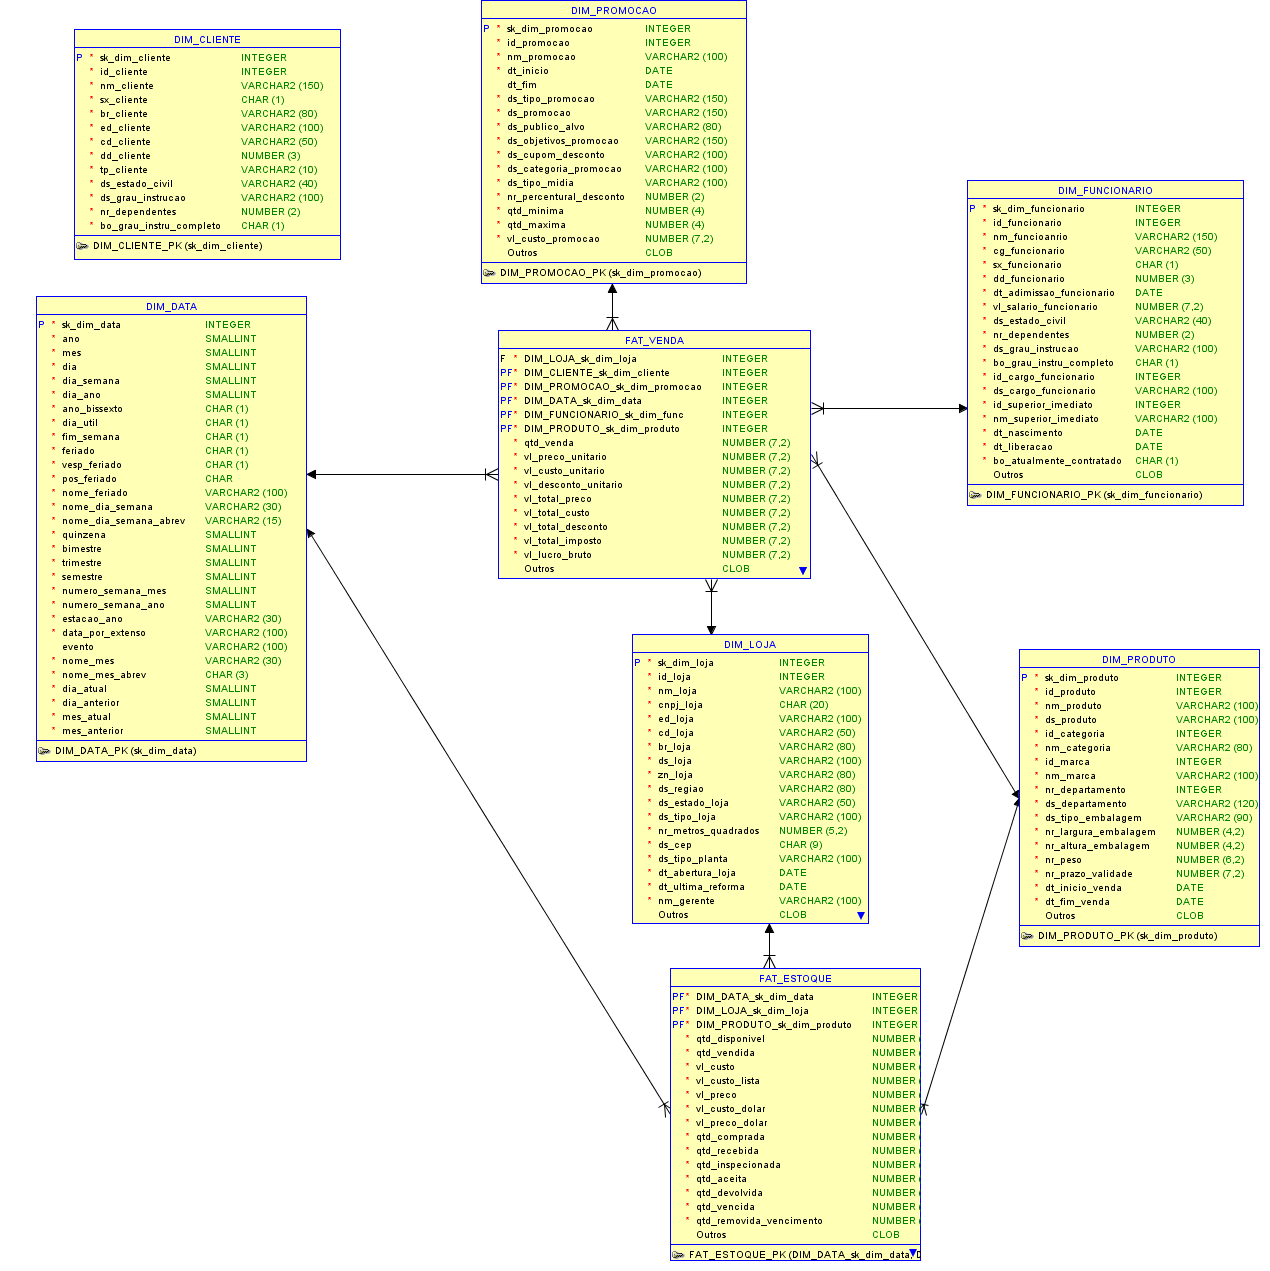 DIM_CLIENTE
P * sk_dim_cliente INTEGER
* id_cliente INTEGER
* nm_cliente VARCHAR2 (150)
* sx_cliente CHAR (1)
* br_cliente VARCHAR2 (80)
* ed_cliente VARCHAR2 (100)
* cd_cliente VARCHAR2 (50)
* dd_cliente NUMBER (3)
* tp_cliente VARCHAR2 (10)
* ds_estado_civil VARCHAR2 (40)
* ds_grau_instrucao VARCHAR2 (100)
* nr_dependentes NUMBER (2)
* bo_grau_instru_completo CHAR (1)
DIM_CLIENTE_PK (sk_dim_cliente)
DIM_PROMOCAO
P * sk_dim_promocao INTEGER
* id_promocao INTEGER
* nm_promocao VARCHAR2 (100)
* dt_inicio DATE
dt_fim DATE
* ds_tipo_promocao VARCHAR2 (150)
* ds_promocao VARCHAR2 (150)
* ds_publico_alvo VARCHAR2 (80)
* ds_objetivos_promocao VARCHAR2 (150)
* ds_cupom_desconto VARCHAR2 (100)
* ds_categoria_promocao VARCHAR2 (100)
* ds_tipo_midia VARCHAR2 (100)
* nr_percentural_desconto NUMBER (2)
* qtd_minima NUMBER (4)
* qtd_maxima NUMBER (4)
* vl_custo_promocao NUMBER (7,2)
Outros CLOB
DIM_PROMOCAO_PK (sk_dim_promocao)
DIM_FUNCIONARIO
P * sk_dim_funcionario INTEGER
* id_funcionario INTEGER
* nm_funcioanrio VARCHAR2 (150)
* cg_funcionario VARCHAR2 (50)
* sx_funcionario CHAR (1)
* dd_funcionario NUMBER (3)
* dt_adimissao_funcionario DATE
* vl_salario_funcionario NUMBER (7,2)
* ds_estado_civil VARCHAR2 (40)
* nr_dependentes NUMBER (2)
* ds_grau_instrucao VARCHAR2 (100)
* bo_grau_instru_completo CHAR (1)
* id_cargo_funcionario INTEGER
* ds_cargo_funcionario VARCHAR2 (100)
* id_superior_imediato INTEGER
* nm_superior_imediato VARCHAR2 (100)
* dt_nascimento DATE
* dt_liberacao DATE
* bo_atualmente_contratado CHAR (1)
Outros CLOB
DIM_FUNCIONARIO_PK (sk_dim_funcionario)
DIM_DATA
P * sk_dim_data INTEGER
* ano SMALLINT
* mes SMALLINT
* dia SMALLINT
* dia_semana SMALLINT
* dia_ano SMALLINT
* ano_bissexto CHAR (1)
* dia_util CHAR (1)
* fim_semana CHAR (1)
* feriado CHAR (1)
* vesp_feriado CHAR (1)
* pos_feriado CHAR
* nome_feriado VARCHAR2 (100)
* nome_dia_semana VARCHAR2 (30)
* nome_dia_semana_abrev VARCHAR2 (15)
* quinzena SMALLINT
* bimestre SMALLINT
* trimestre SMALLINT
* semestre SMALLINT
* numero_semana_mes SMALLINT
* numero_semana_ano SMALLINT
* estacao_ano VARCHAR2 (30)
* data_por_extenso VARCHAR2 (100)
evento VARCHAR2 (100)
* nome_mes VARCHAR2 (30)
* nome_mes_abrev CHAR (3)
* dia_atual SMALLINT
* dia_anterior SMALLINT
* mes_atual SMALLINT
* mes_anterior SMALLINT
DIM_DATA_PK (sk_dim_data)
FAT_VENDA
F * DIM_LOJA_sk_dim_loja INTEGER
PF* DIM_CLIENTE_sk_dim_cliente INTEGER
PF* DIM_PROMOCAO_sk_dim_promocao INTEGER
PF* DIM_DATA_sk_dim_data INTEGER
PF* DIM_FUNCIONARIO_sk_dim_func INTEGER
PF* DIM_PRODUTO_sk_dim_produto INTEGER
* qtd_venda NUMBER (7,2)
* vl_preco_unitario NUMBER (7,2)
* vl_custo_unitario NUMBER (7,2)
* vl_desconto_unitario NUMBER (7,2)
* vl_total_preco NUMBER (7,2)
* vl_total_custo NUMBER (7,2)
* vl_total_desconto NUMBER (7,2)
* vl_total_imposto NUMBER (7,2)
* vl_lucro_bruto NUMBER (7,2)
Outros CLOB
DIM_LOJA
P * sk_dim_loja INTEGER
* id_loja INTEGER
* nm_loja VARCHAR2 (100)
* cnpj_loja CHAR (20)
* ed_loja VARCHAR2 (100)
* cd_loja VARCHAR2 (50)
* br_loja VARCHAR2 (80)
* ds_loja VARCHAR2 (100)
* zn_loja VARCHAR2 (80)
* ds_regiao VARCHAR2 (80)
* ds_estado_loja VARCHAR2 (50)
* ds_tipo_loja VARCHAR2 (100)
* nr_metros_quadrados NUMBER (5,2)
* ds_cep CHAR (9)
* ds_tipo_planta VARCHAR2 (100)
* dt_abertura_loja DATE
* dt_ultima_reforma DATE
* nm_gerente VARCHAR2 (100)
Outros CLOB
DIM_PRODUTO
P * sk_dim_produto INTEGER
* id_produto INTEGER
* nm_produto VARCHAR2 (100)
* ds_produto VARCHAR2 (100)
* id_categoria INTEGER
* nm_categoria VARCHAR2 (80)
* id_marca INTEGER
* nm_marca VARCHAR2 (100)
* nr_departamento INTEGER
* ds_departamento VARCHAR2 (120)
* ds_tipo_embalagem VARCHAR2 (90)
* nr_largura_embalagem NUMBER (4,2)
* nr_altura_embalagem NUMBER (4,2)
* nr_peso NUMBER (6,2)
* nr_prazo_validade NUMBER (7,2)
* dt_inicio_venda DATE
* dt_fim_venda DATE
Outros CLOB
DIM_PRODUTO_PK (sk_dim_produto)
FAT_ESTOQUE
PF* DIM_DATA_sk_dim_data INTEGER
PF* DIM_LOJA_sk_dim_loja INTEGER
PF* DIM_PRODUTO_sk_dim_produto INTEGER
* qtd_disponivel NUMBER (
* qtd_vendida NUMBER (
* vl_custo NUMBER (
* vl_custo_lista NUMBER (
* vl_preco NUMBER (
* vl_custo_dolar NUMBER (
* vl_preco_dolar NUMBER (
* qtd_comprada NUMBER (
* qtd_recebida NUMBER (
* qtd_inspecionada NUMBER (
* qtd_aceita NUMBER (
* qtd_devolvida NUMBER (
* qtd_vencida NUMBER (
* qtd_removida_vencimento NUMBER (
Outros CLOB
FAT_ESTOQUE_PK (DIM_DATA_sk_dim_data, D